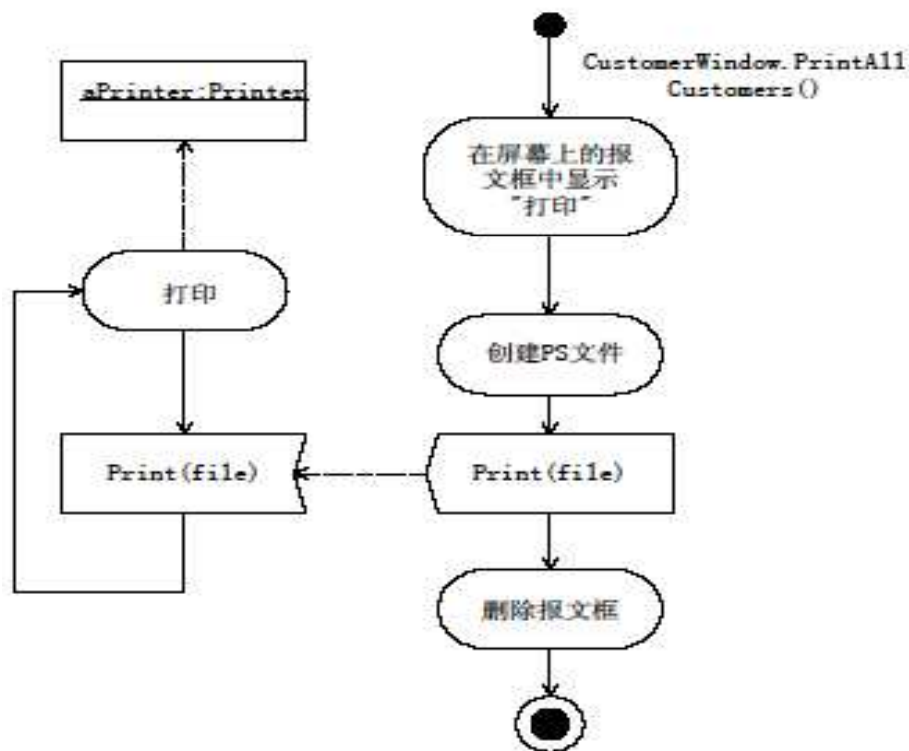 CustomerWindow.PrintAll
Customers()
aPrinter:Printer
在屏幕上的报
文框中显示
"打印"
打印
创建PS文件
Print(file)
Print(file)
删除报文框